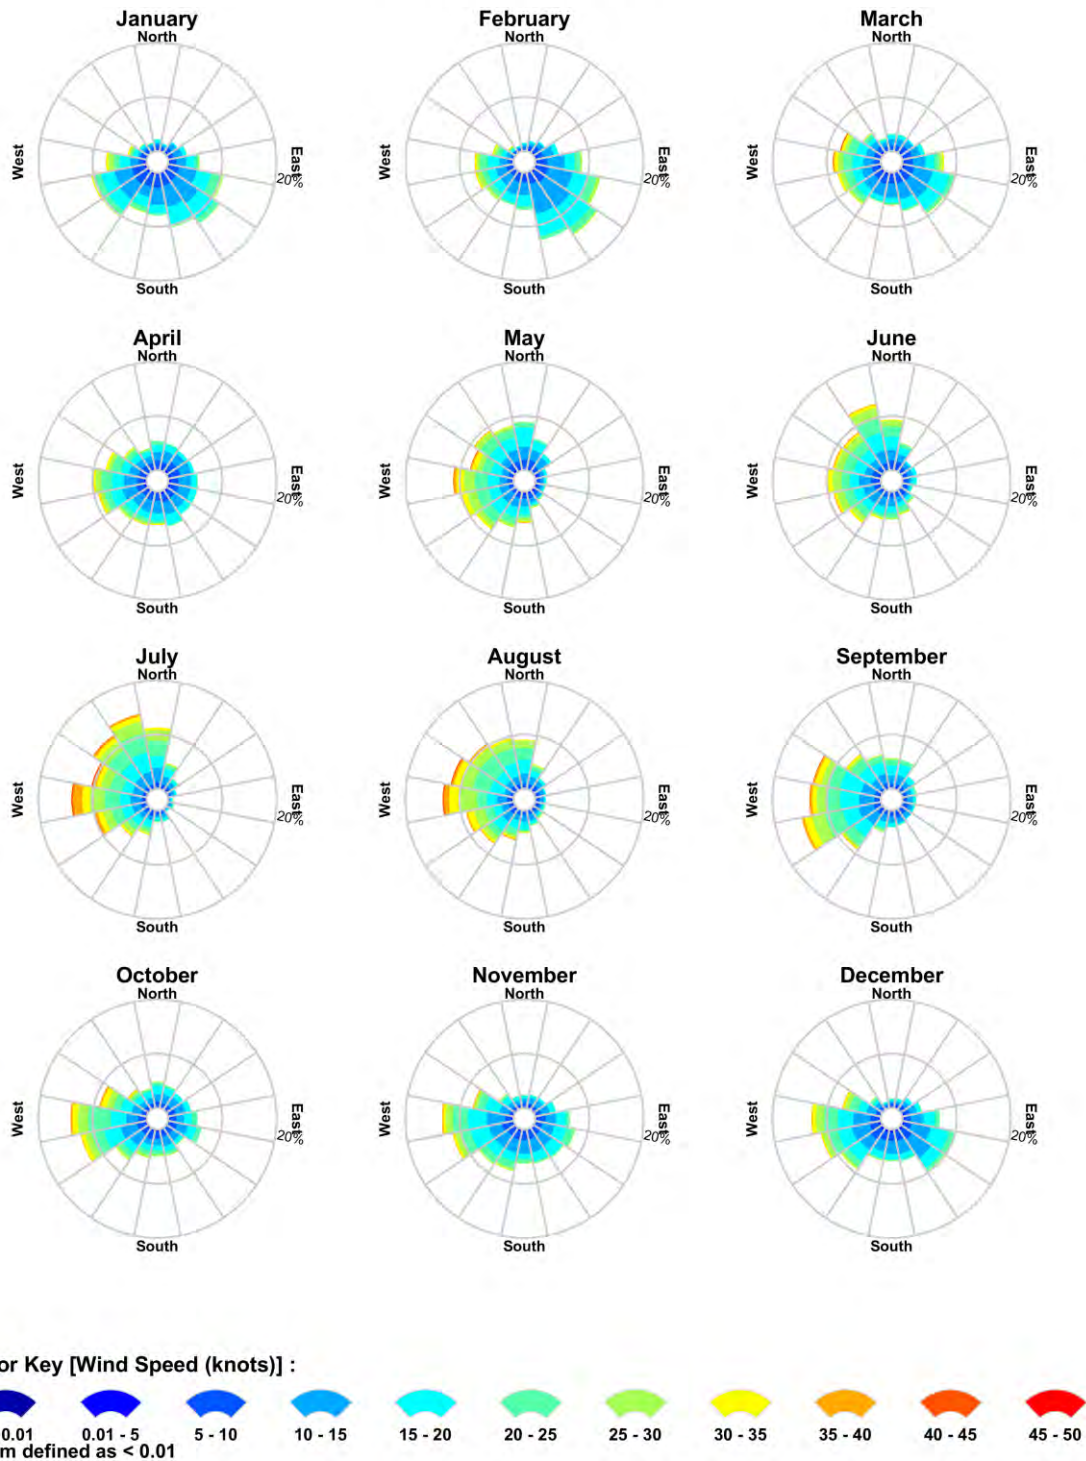 January February March
North North North
West East 20% West East 20% West East 20%
South South South
April May June
North North North
West East 20% West East 20% West East 20%
South South South
July August September
North North North
West East 20% West East 20% West East 20%
South South South
October November December
North North North
West East 20% West East 20% West East 20%
South South South
or Key [Wind Speed (knots)] :
0.01 0.01 - 5 5 - 10 10 - 15 15 - 20 20 - 25 25 - 30 30 - 35 35 - 40 40 - 45 45 - 50
m defined as < 0.01